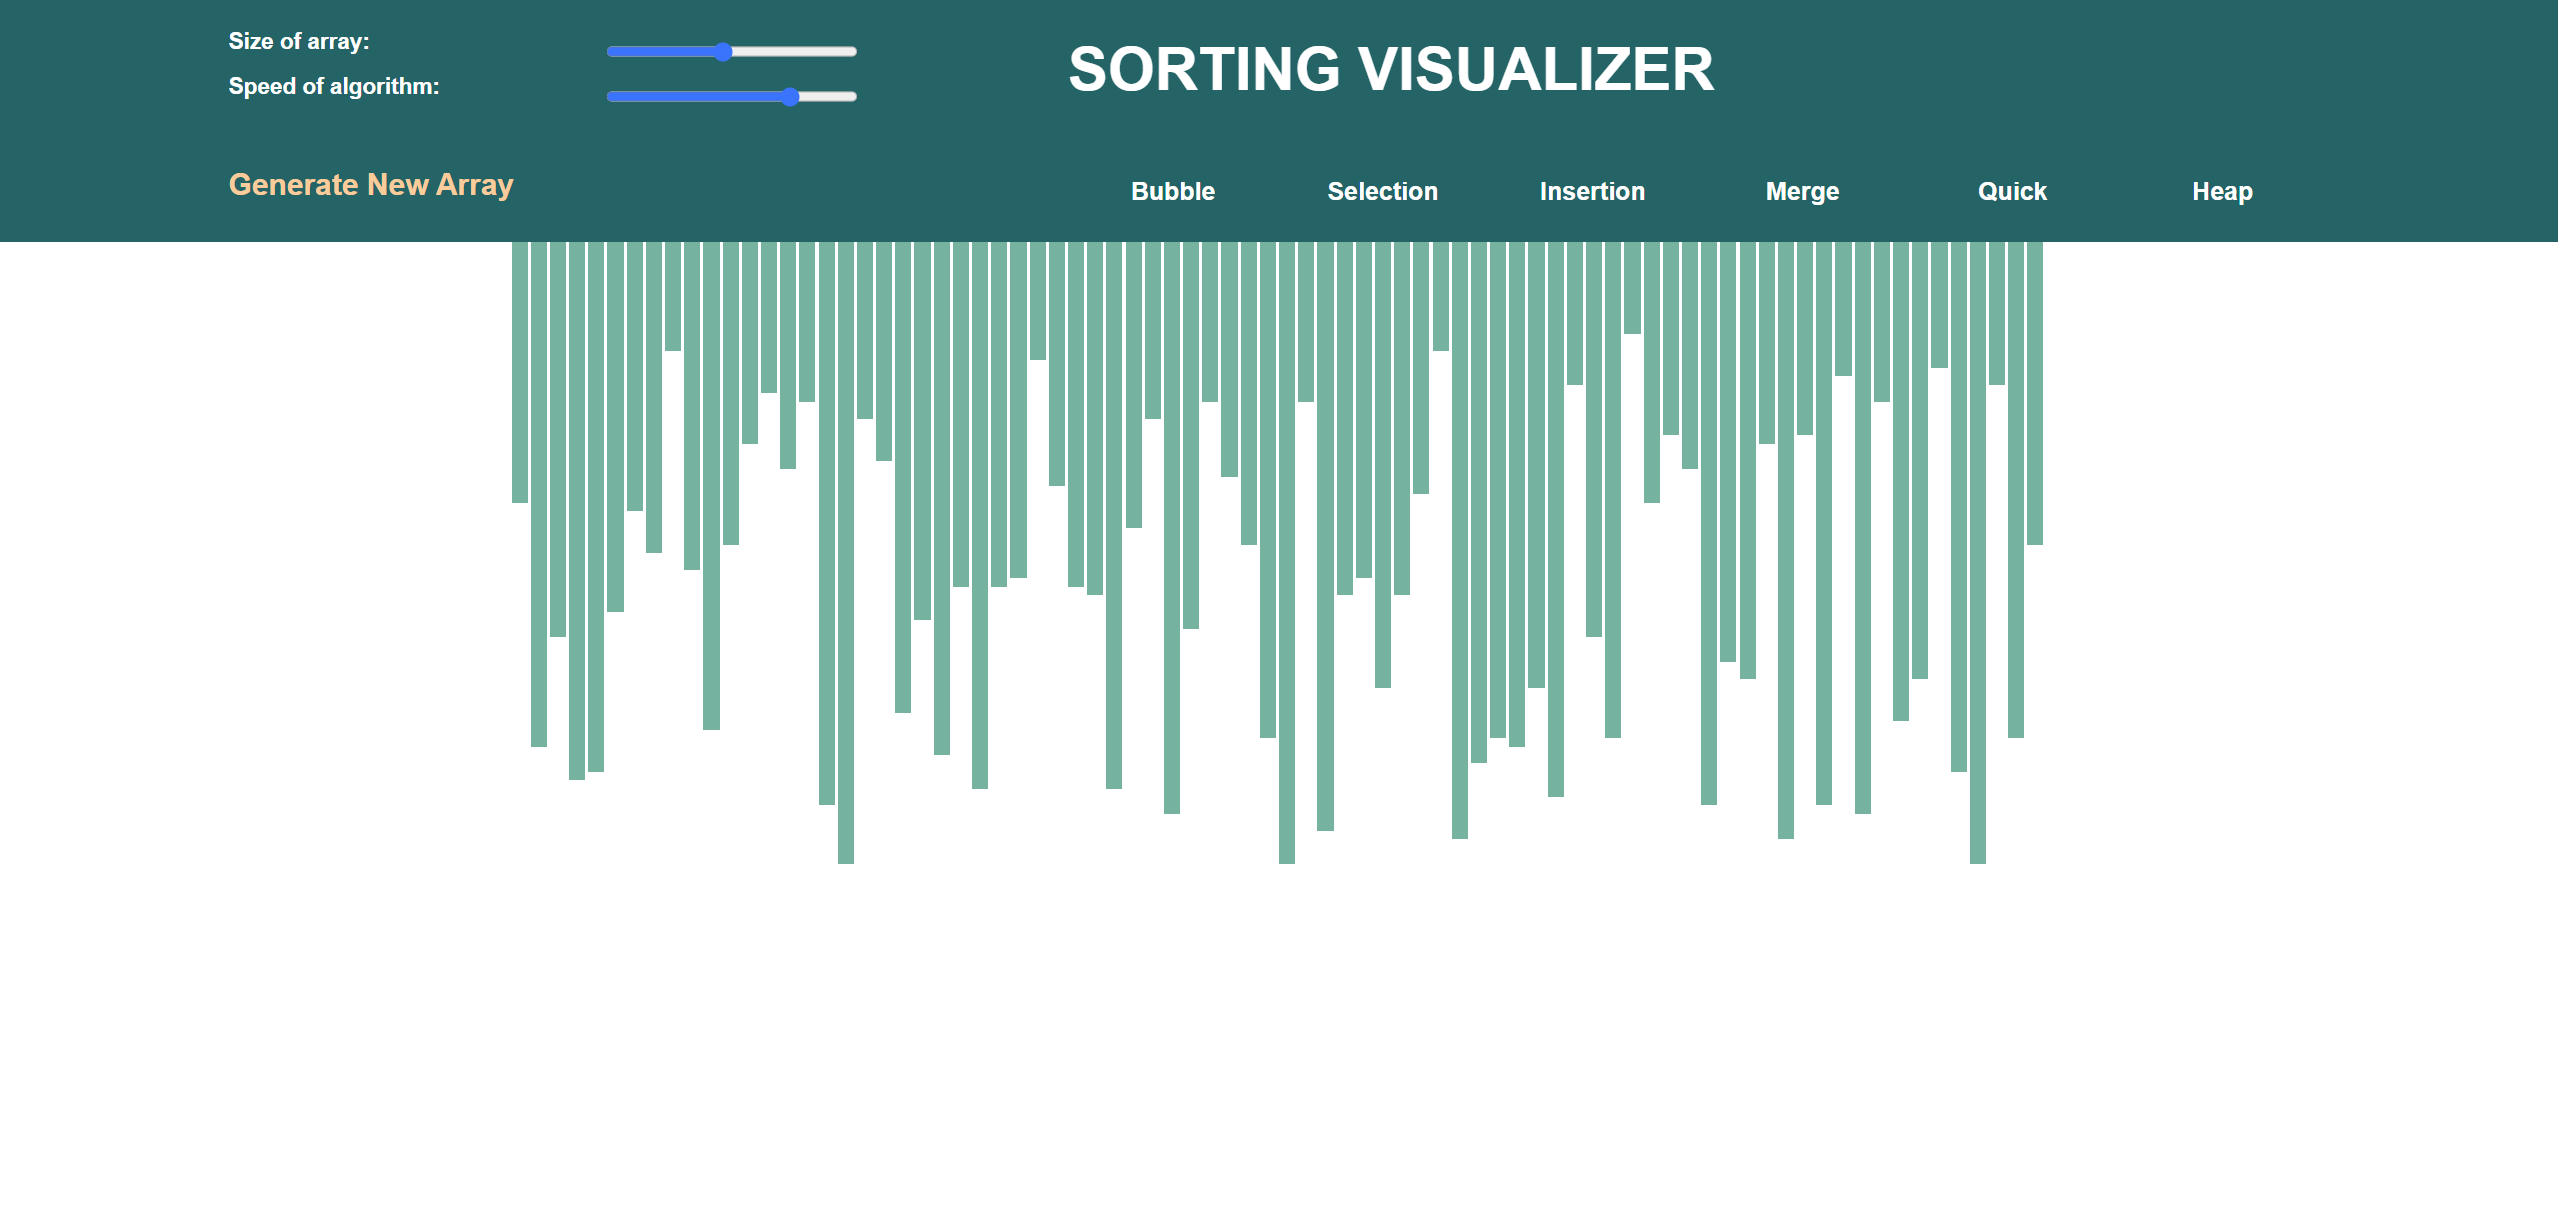 Size of array:
Speed of algorithm:
SORTING VISUALIZER
Generate New Array
Bubble Selection Insertion Merge Quick Heap